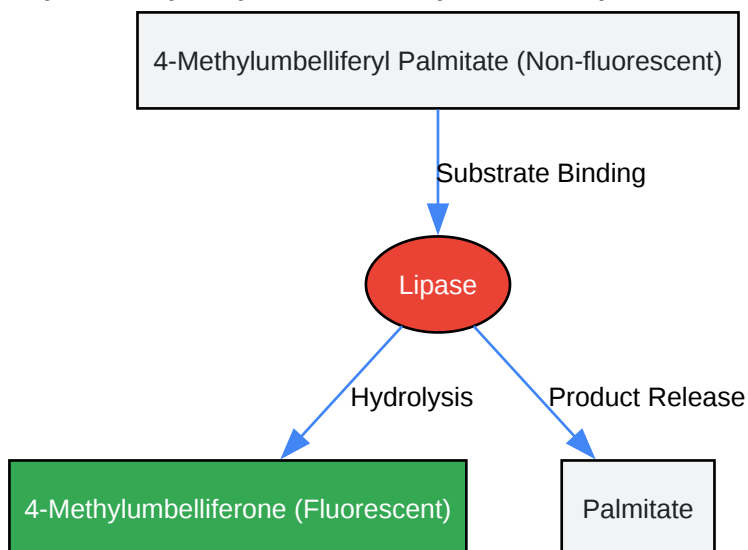 4-Methylumbelliferyl Palmitate (Non-fluorescent)
Substrate Binding
Lipase
Hydrolysis
Product Release
4-Methylumbelliferone (Fluorescent)
Palmitate